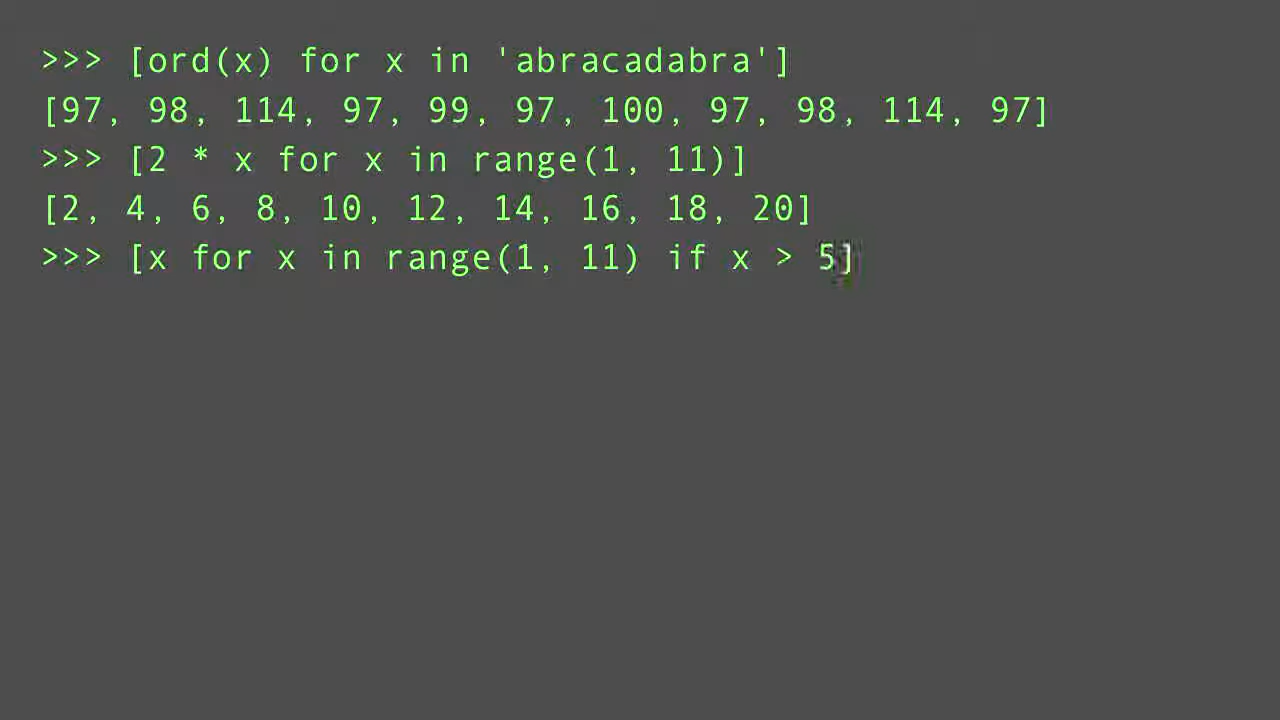 >>> [ord(x) for x in 'abracadabra']
[97, 98, 114, 97, 99, 97, 100, 97, 98, 114, 97]
>>> [2 * x for x in range(1, 11)]
[2, 4, 6, 8, 10, 12, 14, 16, 18, 20]
>>> [x for x in range(1, 11) if x > 5]